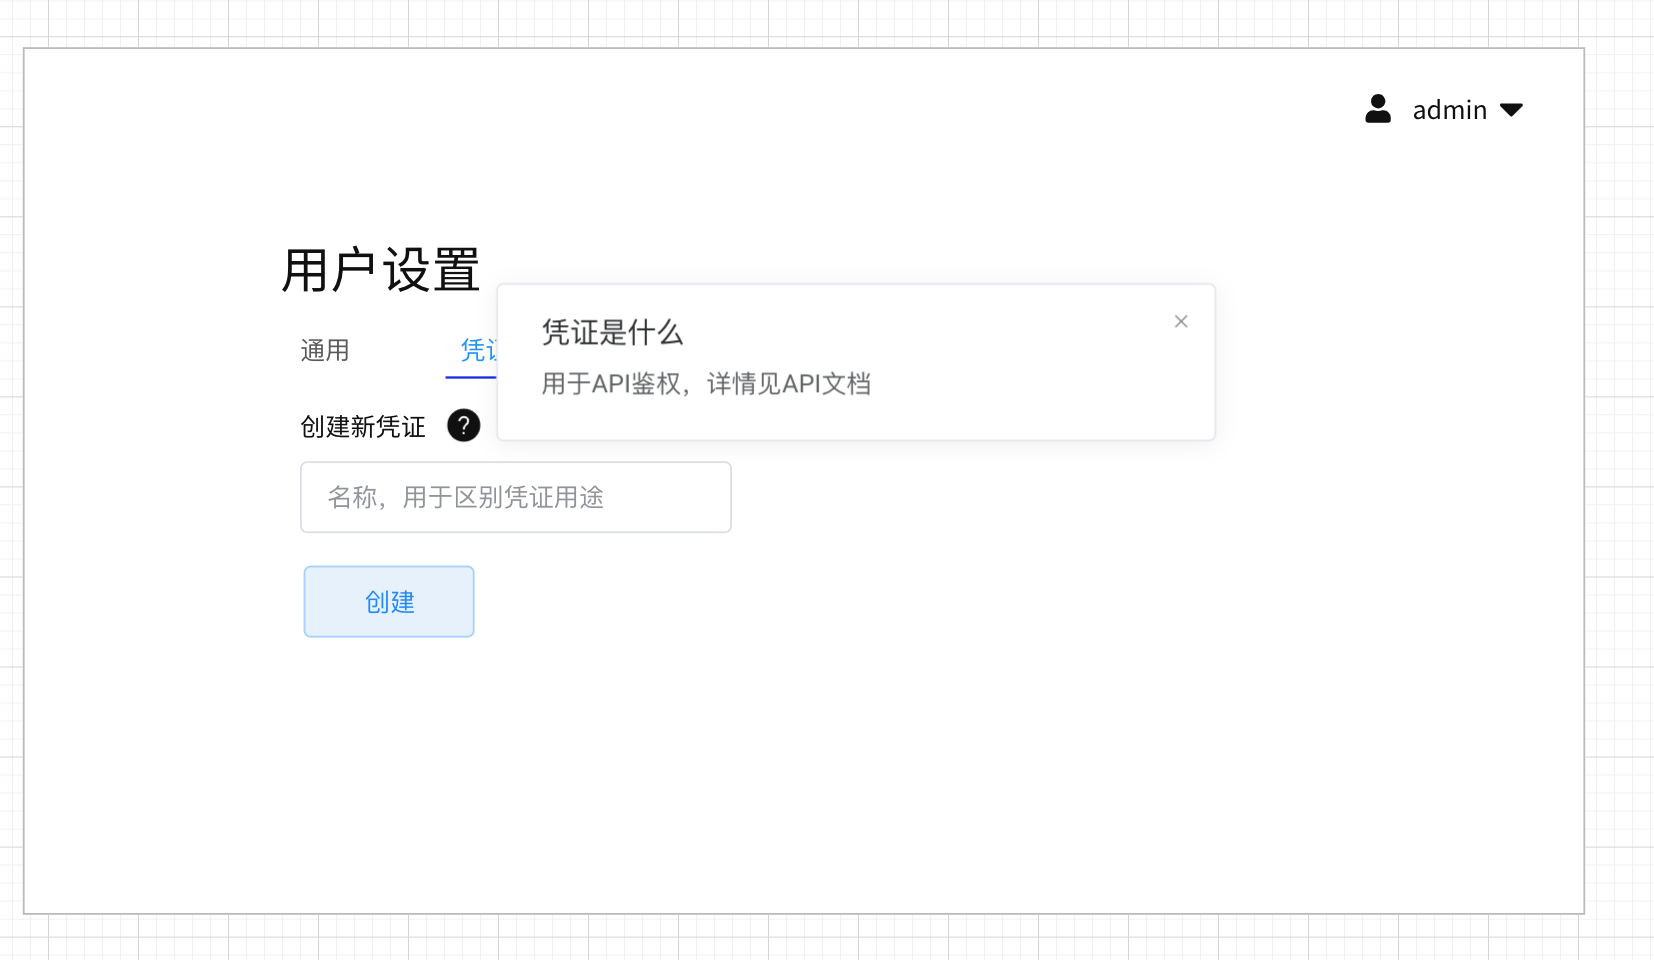 admin
用户设置
通用
凭
凭证是什么
用于API鉴权，详情见API文档
创建新凭证 ?
名称，用于区别凭证用途
创建